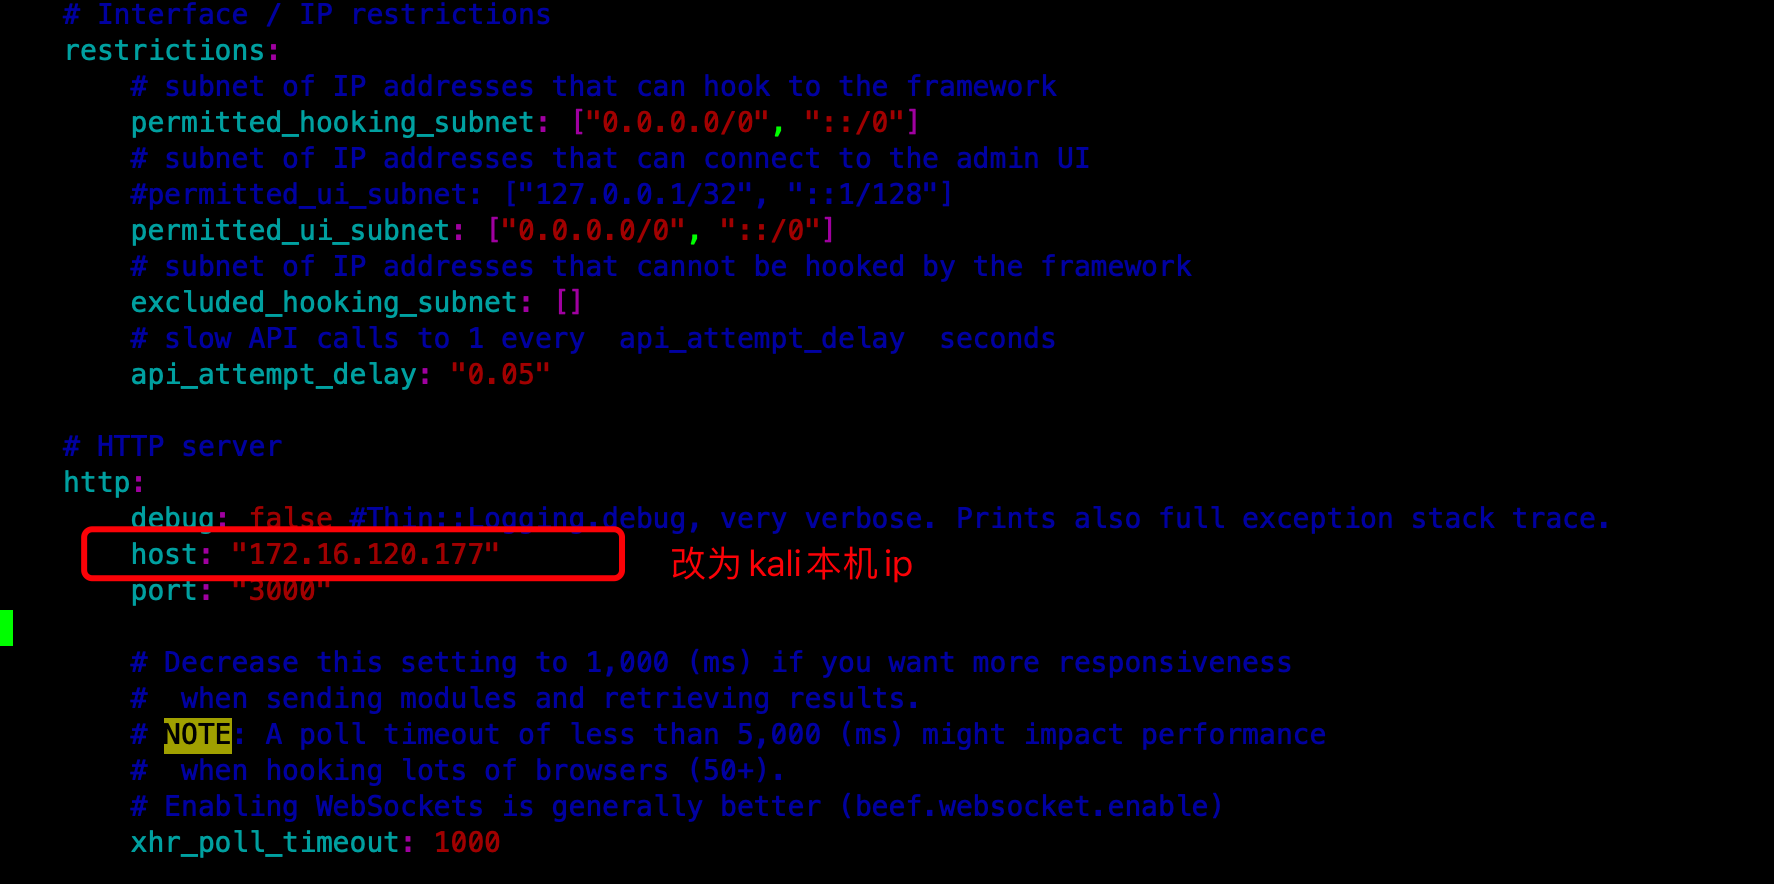 # Interface / IP restrictions
restrictions:
# subnet of IP addresses that can hook to the framework
permitted_hooking_subnet: ["0.0.0.0/0", "::/0"]
# subnet of IP addresses that can connect to the admin UI
#permitted_ui_subnet: ["127.0.0.1/32", "::1/128"]
permitted_ui_subnet: ["0.0.0.0/0", "::/0"]
# subnet of IP addresses that cannot be hooked by the framework
excluded_hooking_subnet: []
# slow API calls to 1 every  api_attempt_delay  seconds
api_attempt_delay: "0.05"
# HTTP server
http:
debug: false #Thin::Logging.debug, very verbose. Prints also full exception stack trace.
host: "172.16.120.177"
改为 kali 本机 ip
port: "3000"
# Decrease this setting to 1,000 (ms) if you want more responsiveness
#  when sending modules and retrieving results.
# NOTE: A poll timeout of less than 5,000 (ms) might impact performance
#  when hooking lots of browsers (50+).
# Enabling WebSockets is generally better (beef.websocket.enable)
xhr_poll_timeout: 1000